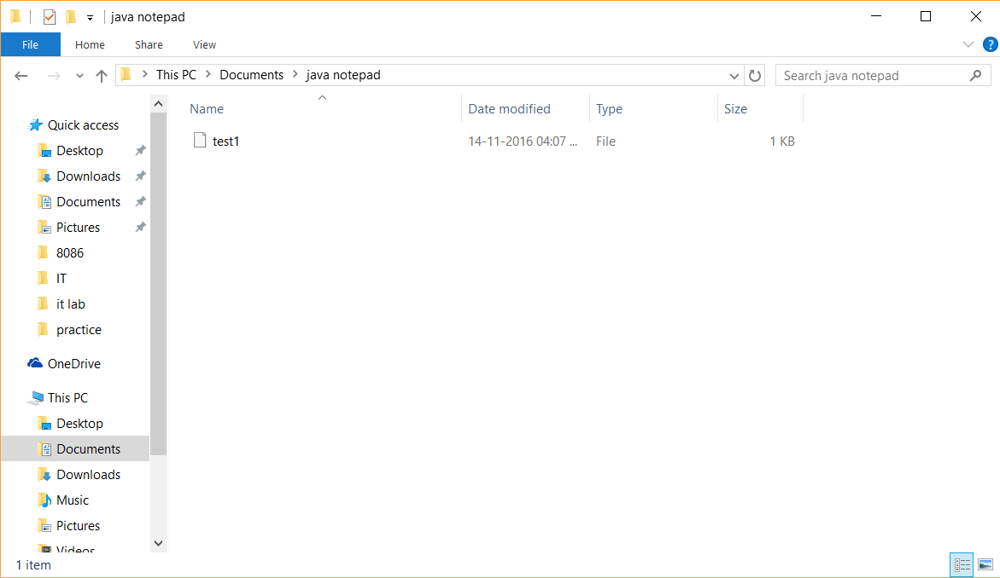 java notepad
File Home Share View
This PC Documents java notepad
Search java notepad
Name Date modified Type Size
test1 14-11-2016 04:07 ... File 1 KB
Quick access
Desktop
Downloads
Documents
Pictures
8086
IT
it lab
practice
OneDrive
This PC
Desktop
Documents
Downloads
Music
Pictures
Videos
1 item